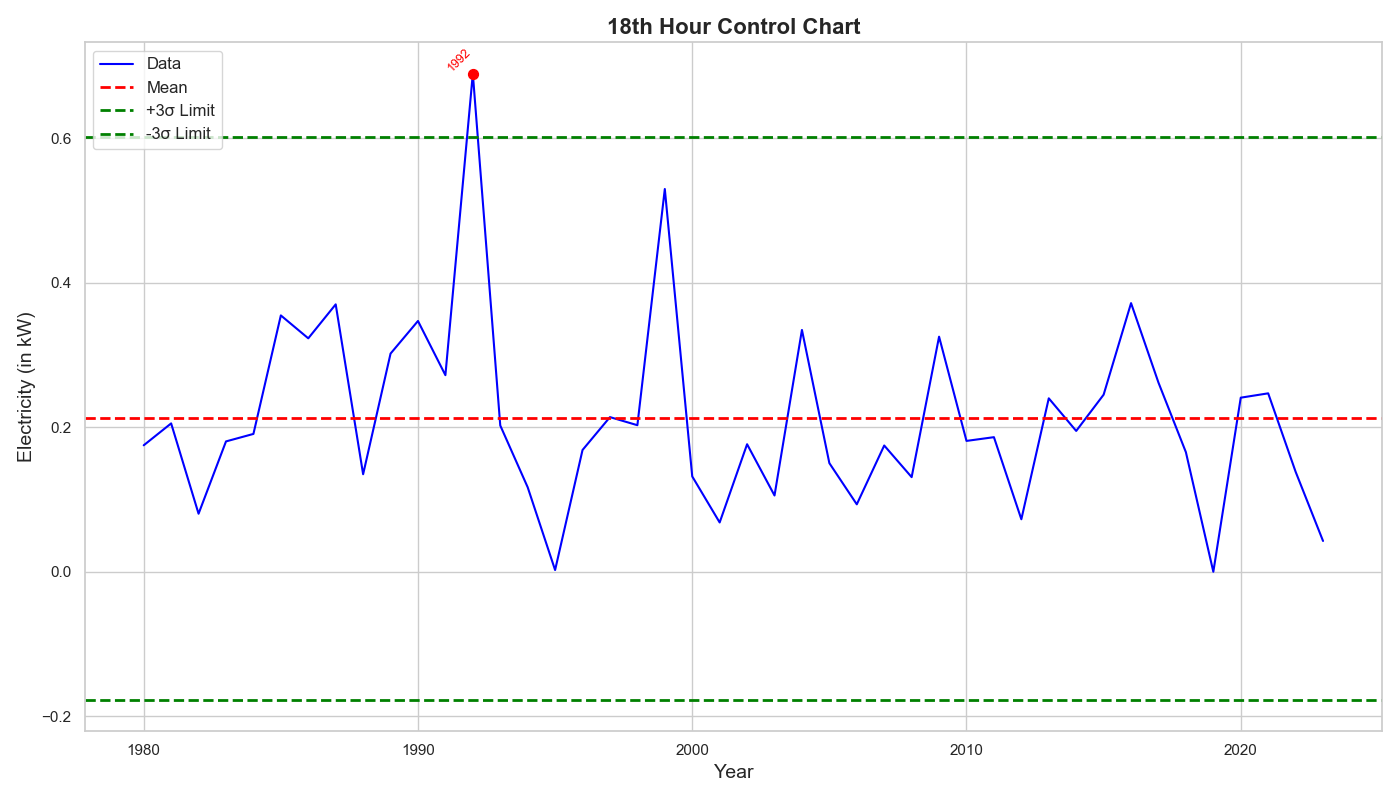 18th Hour Control Chart
1992
Data
Mean
+3σ Limit
-3σ Limit
0.6
0.4
0.2
0.0
−0.2
Electricity (in kW)
1980 1990 2000 2010 2020
Year